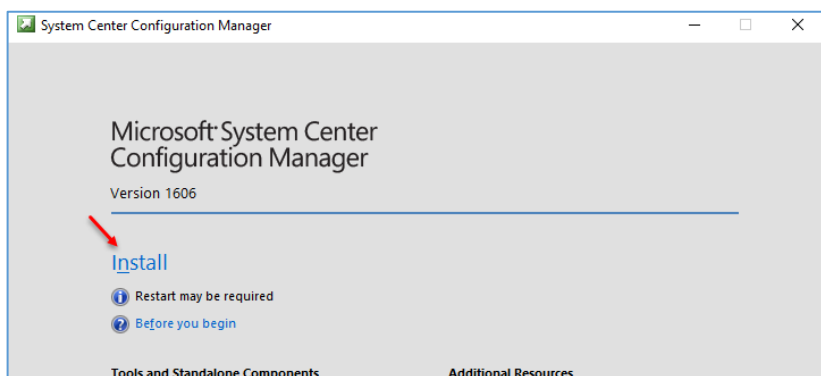 System Center Configuration Manager
Microsoft System Center
Configuration Manager
Version 1606
Install
Restart may be required
Before you begin
Tools and Standalone Components
Additional Resources